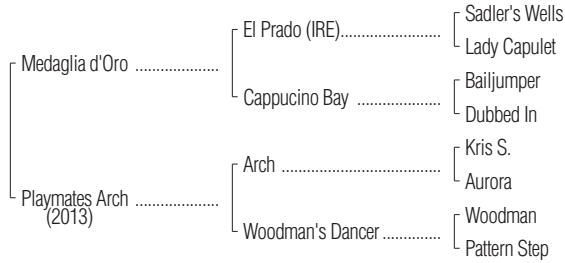 Sadler's Wells
El Prado (IRE)....................
Lady Capulet
Medaglia d'Oro ..................
Bailjumper
Cappucino Bay ..................
Dubbed In
Kris S.
Arch ..................................
Aurora
Playmates Arch ..................
(2013)
Woodman
Woodman's Dancer .............
Pattern Step